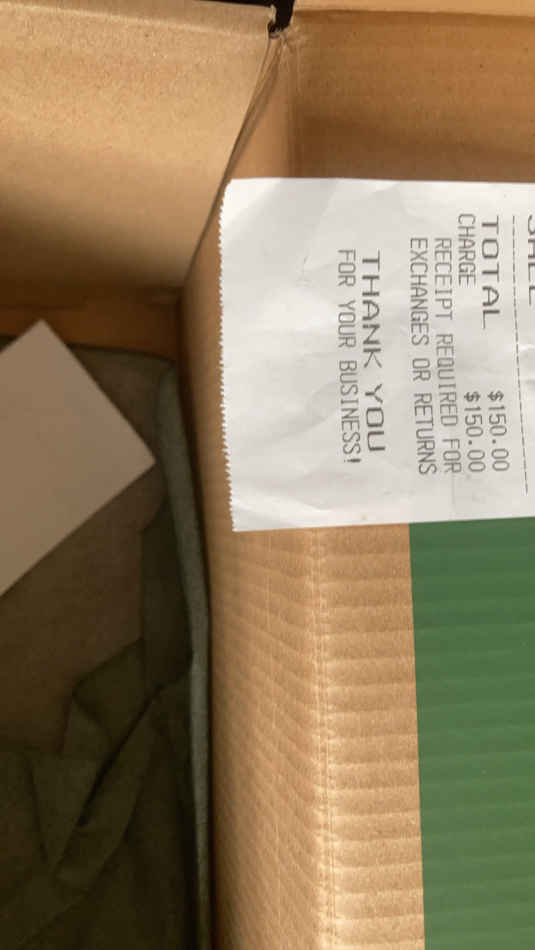 TOTAL $150.00
CHARGE $150.00
RECEIPT REQUIRED FOR
EXCHANGES OR RETURNS
THANK YOU
FOR YOUR BUSINESS!